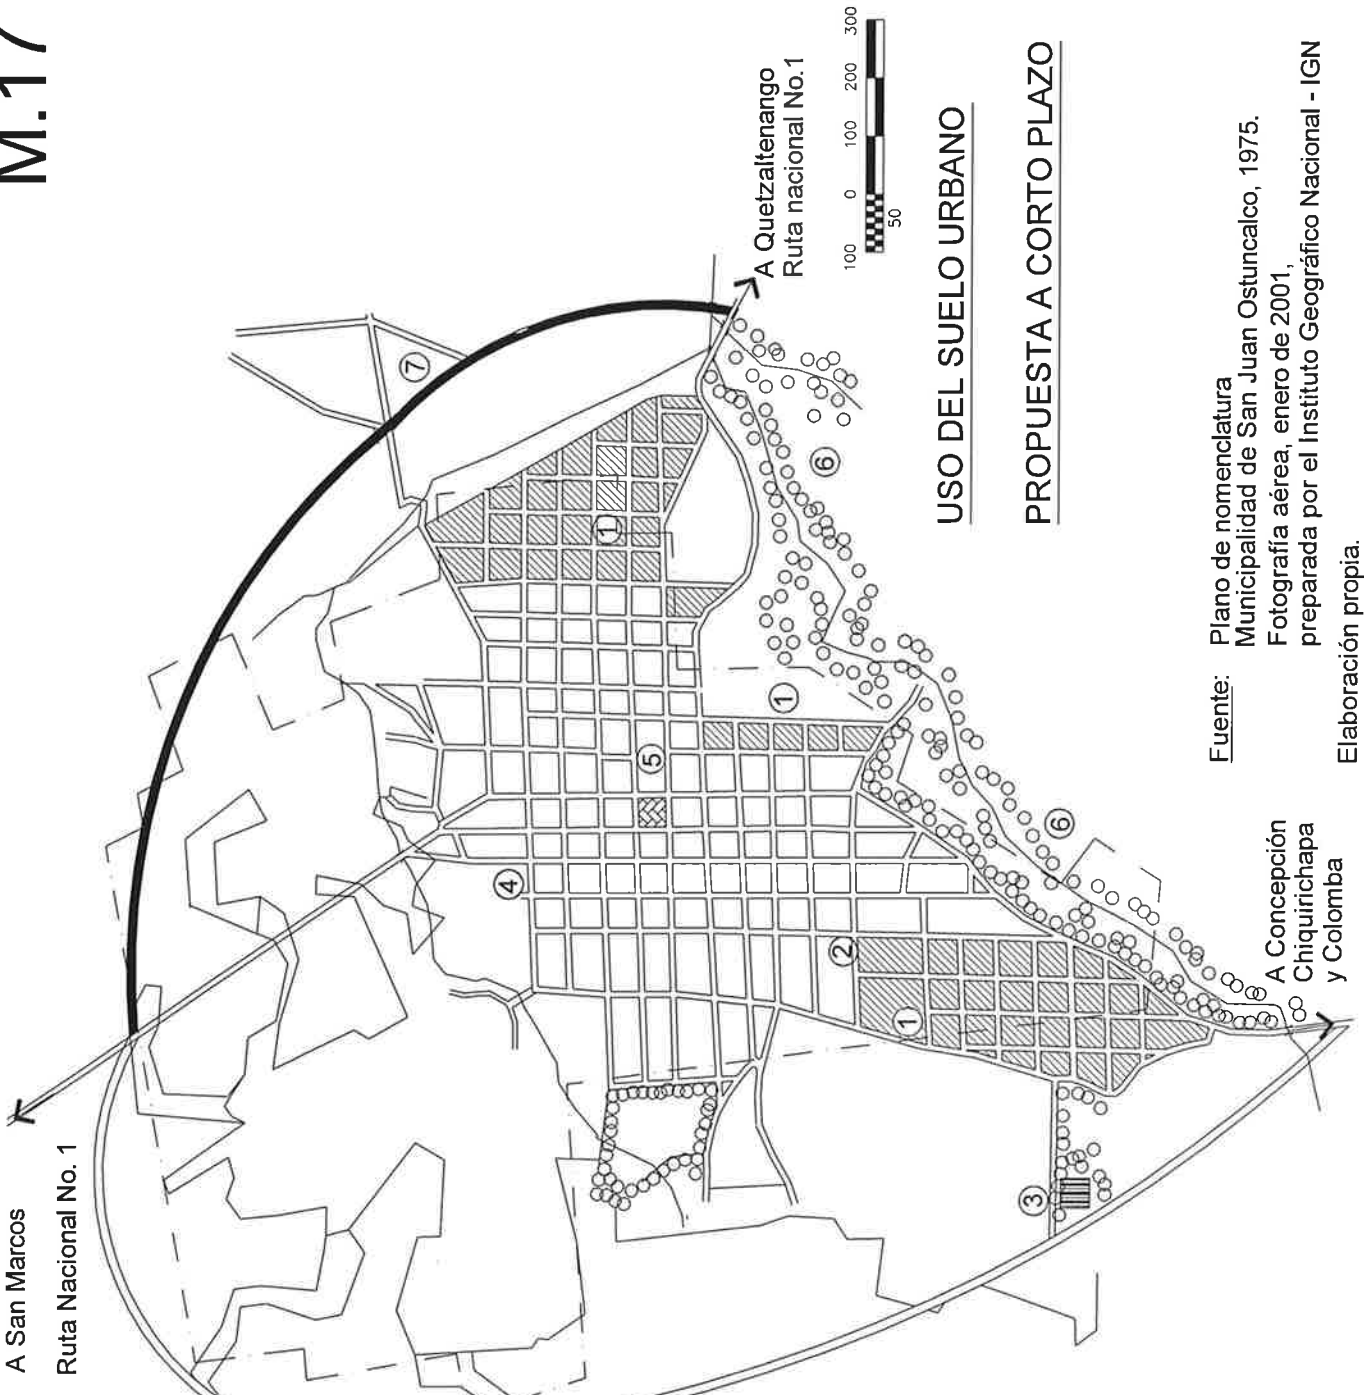 M.17
A San Marcos
Ruta Nacional No. 1
A Quetzaltenango
Ruta nacional No.1
100 0 100 200 300
50
USO DEL SUELO URBANO
PROPUESTA A CORTO PLAZO
Fuente: Plano de nomenclatura
Municipalidad de San Juan Ostuncalco, 1975.
Fotografía aérea, enero de 2001,
preparada por el Instituto Geográfico Nacional - IGN
Elaboración propia.
A Concepción
Chiquirichapa
y Colomba
7
1
6
1
5
4
6
2
1
3